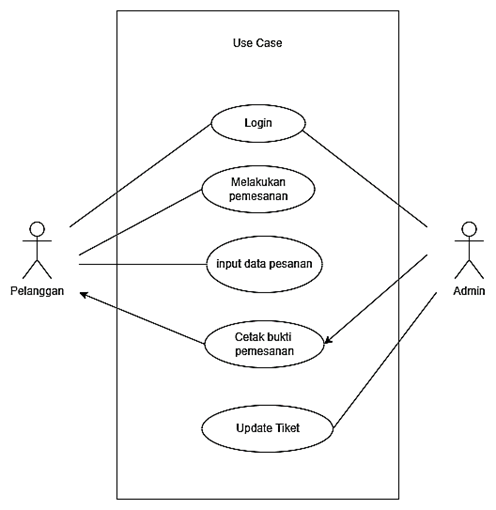 Use Case
Login
Melakukan
pemesanan
input data pesanan
Pelanggan
Admin
Cetak bukti
pemesanan
Update Tiket